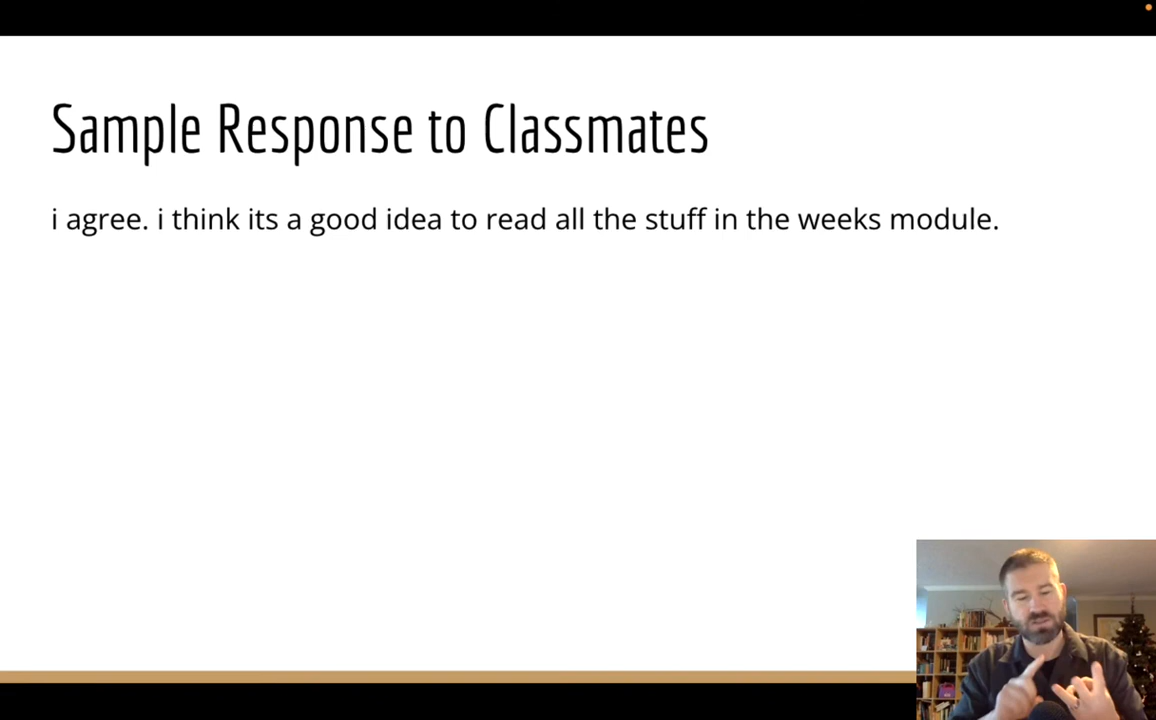 Sample Response to Classmates
i agree. i think its a good idea to read all the stuff in the weeks module.